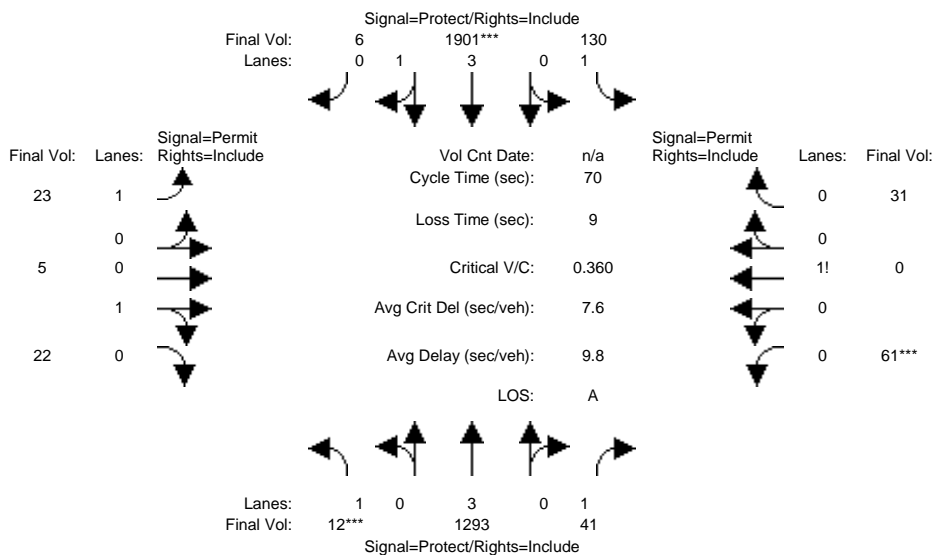 Signal=Protect/Rights=Include
Final Vol: 6 1901*** 130
Lanes: 0 1 3 0 1
Signal=Permit
Final Vol: Lanes: Rights=Include
Vol Cnt Date: n/a
Signal=Permit
Rights=Include Lanes: Final Vol:
Cycle Time (sec): 70
23 1
0 31
Loss Time (sec): 9
0
0
5 0
Critical V/C: 0.360
1! 0
1
Avg Crit Del (sec/veh): 7.6
0
22 0
Avg Delay (sec/veh): 9.8
0 61***
LOS: A
Lanes: 1 0 3 0 1
Final Vol: 12*** 1293 41
Signal=Protect/Rights=Include